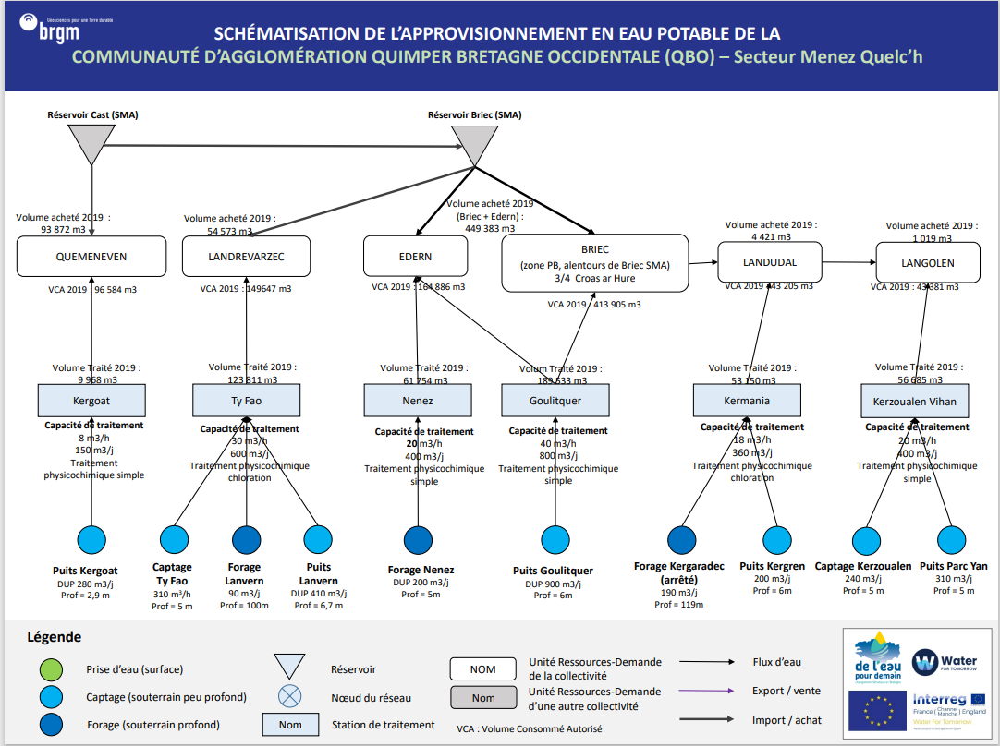 Géosciences pour une Terre durable
brgm
SCHÉMATISATION DE L'APPROVISIONNEMENT EN EAU POTABLE DE LA
COMMUNAUTÉ D'AGGLOMÉRATION QUIMPER BRETAGNE OCCIDENTALE (QBO) – Secteur Menez Quelc'h
Réservoir Cast (SMA)
Réservoir Briec (SMA)
Volume acheté 2019 :
93 872 m3
Volume acheté 2019 :
54 573 m3
Volume acheté 2019
(Briec + Edern) :
449 383 m3
Volume acheté 2019 :
4 421 m3
Volume acheté 2019 :
1 019 m3
QUEMENEVEN
LANDREVARZEC
EDERN
BRIEC
(zone PB, alentours de Briec SMA)
3/4 Croas ar Hure
LANDUDAL
LANGOLEN
VCA 2019 : 96 584 m3
VCA 2019 : 149647 m3
VCA 2019 : 164 886 m3
VCA 2019 : 413 905 m3
VCA 2019 : 43 205 m3
VCA 2019 : 43 381 m3
Volume Traité 2019 :
9 968 m3
Volume Traité 2019 :
123 811 m3
Volume Traité 2019 :
61 754 m3
Volum Traité 2019 :
189 533 m3
Volume Traité 2019 :
53 150 m3
Volume Traité 2019 :
56 685 m3
Kergoat
Ty Fao
Nenez
Goulitquer
Kermania
Kerzoualen Vihan
Capacité de traitement
8 m3/h
150 m3/j
Traitement
physicochimique simple
Capacité de traitement
30 m3/h
600 m3/j
Traitement physicochimique
chloration
Capacité de traitement
20 m3/h
400 m3/j
Traitement physicochimique
simple
Capacité de traitement
40 m3/h
800 m3/j
Traitement physicochimique
simple
Capacité de traitement
18 m3/h
360 m3/j
Traitement physicochimique
chloration
Capacité de traitement
20 m3/h
400 m3/j
Traitement physicochimique
simple
Puits Kergoat
DUP 280 m3/j
Prof = 2,9 m
Captage
Ty Fao
310 m³/h
Prof = 5 m
Forage
Lanvern
90 m3/j
Prof = 100m
Puits
Lanvern
DUP 410 m3/j
Prof = 6,7 m
Forage Nenez
DUP 200 m3/j
Prof = 5m
Puits Goulitquer
DUP 900 m3/j
Prof = 6m
Forage Kergaradec
(arrêté)
190 m3/j
Prof = 119m
Puits Kergren
200 m3/j
Prof = 6m
Captage Kerzoualen
240 m3/j
Prof = 5 m
Puits Parc Yan
310 m3/j
Prof = 5 m
Légende
Prise d'eau (surface)
Captage (souterrain peu profond)
Forage (souterrain profond)
Réservoir
Nœud du réseau
Nom
Station de traitement
NOM
Unité Ressources-Demande
de la collectivité
Nom
Unité Ressources-Demande
d'une autre collectivité
VCA : Volume Consommé Autorisé
Flux d'eau
Export / vente
Import / achat
de l'eau
pour demain
Water
FOR TOMORROW
Interreg
France ( Channel Manche ) England
Water For Tomorrow